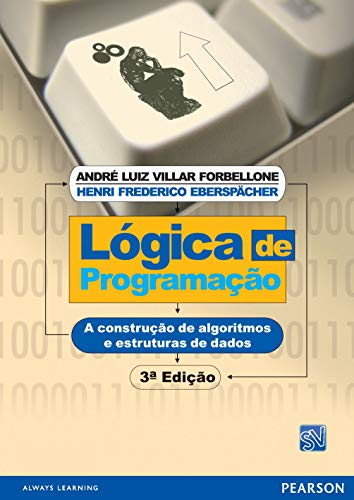 ANDRÉ LUIZ VILLAR FORBELLONE
HENRI FREDERICO EBERSPÄCHER
Lógica de
Programação
A construção de algoritmos
e estruturas de dados
3ª Edição
SV
ALWAYS LEARNING
PEARSON